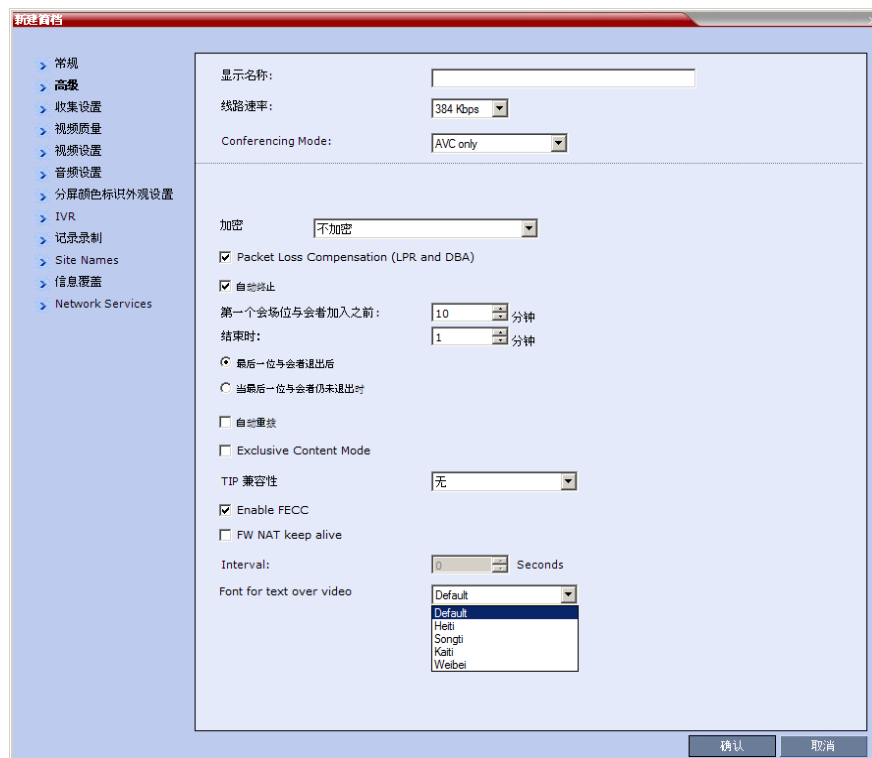 新建简档
常规
高级
收集设置
视频质量
视频设置
音频设置
分屏颜色标识外观设置
IVR
记录录制
Site Names
信息覆盖
Network Services
显示名称:
线路速率: 384 Kbps
Conferencing Mode: AVC only
加密 不加密
Packet Loss Compensation (LPR and DBA)
自动终止
第一个会场位与会者加入之前: 10 分钟
结束时: 1 分钟
最后一位与会者退出后
当最后一位与会者仍未退出时
自动重拨
Exclusive Content Mode
TIP 兼容性 无
Enable FECC
FW NAT keep alive
Interval: 0 Seconds
Font for text over video Default
Default
Heiti
Songti
Kaiti
Weibei
确认 取消